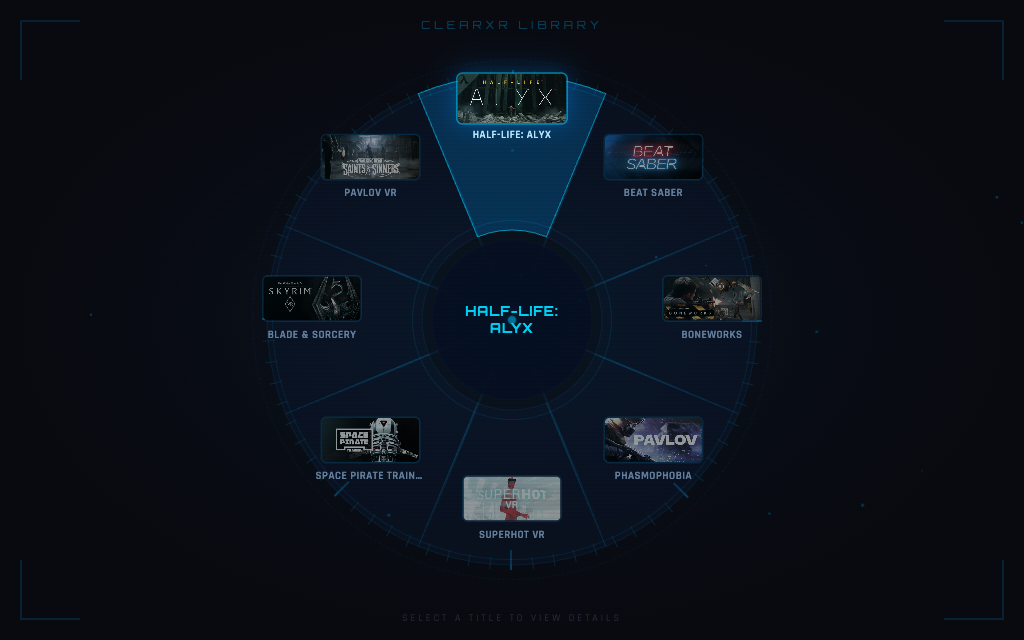 CLEARXR LIBRARY
HALF-LIFE
ALYX
HALF-LIFE: ALYX
SAINTS & SINNERS
PAVLOV VR
BEAT
SABER
BEAT SABER
SKYRIM
VR
BLADE & SORCERY
HALF-LIFE:
ALYX
BONEWORKS
BONEWORKS
SPACE
PIRATE
SPACE PIRATE TRAIN...
PAVLOV
PHASMOPHOBIA
SUPERHOT
VR
SUPERHOT VR
SELECT A TITLE TO VIEW DETAILS